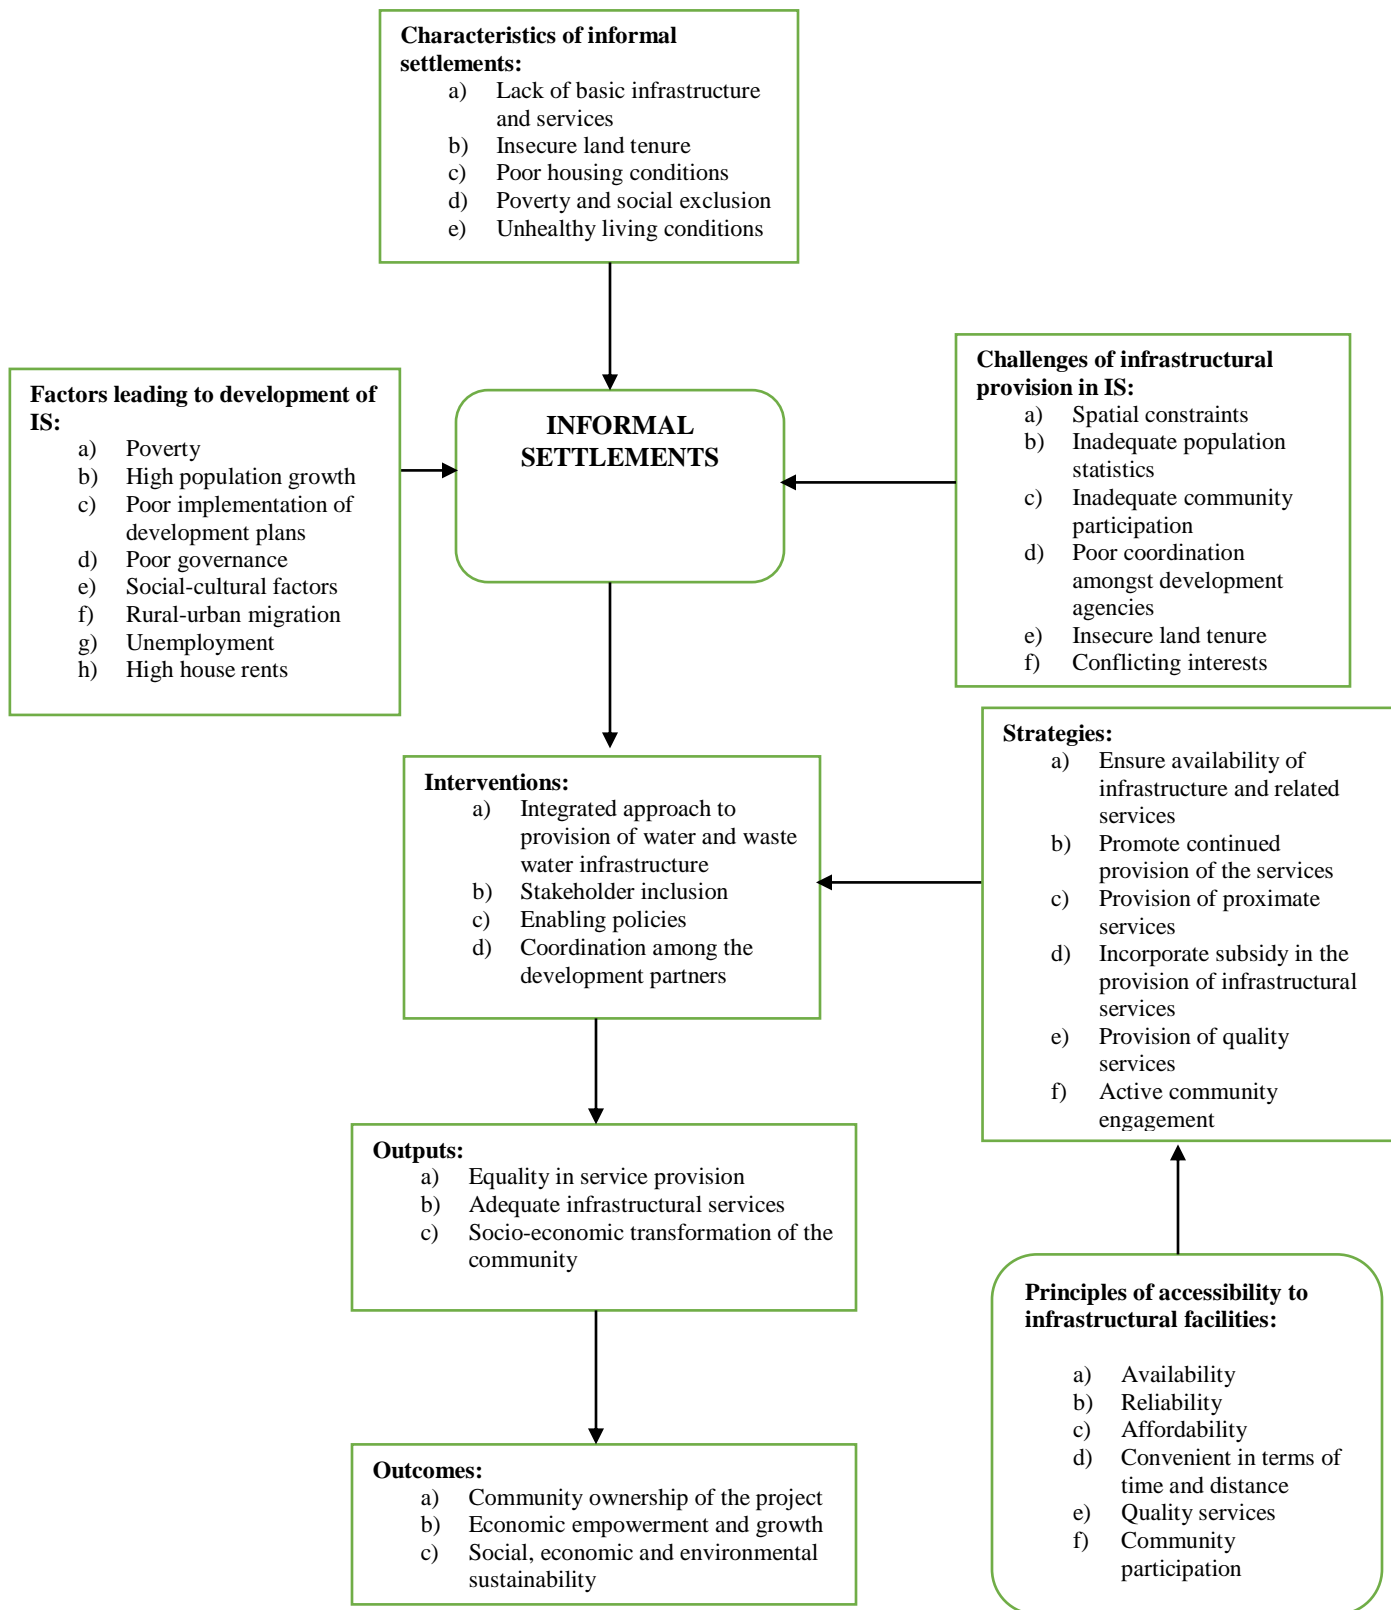 Characteristics of informal
settlements:
a) Lack of basic infrastructure
and services
b) Insecure land tenure
c) Poor housing conditions
d) Poverty and social exclusion
e) Unhealthy living conditions
Factors leading to development of
IS:
a) Poverty
b) High population growth
c) Poor implementation of
development plans
d) Poor governance
e) Social-cultural factors
f) Rural-urban migration
g) Unemployment
h) High house rents
INFORMAL
SETTLEMENTS
Challenges of infrastructural
provision in IS:
a) Spatial constraints
b) Inadequate population
statistics
c) Inadequate community
participation
d) Poor coordination
amongst development
agencies
e) Insecure land tenure
f) Conflicting interests
Interventions:
a) Integrated approach to
provision of water and waste
water infrastructure
b) Stakeholder inclusion
c) Enabling policies
d) Coordination among the
development partners
Strategies:
a) Ensure availability of
infrastructure and related
services
b) Promote continued
provision of the services
c) Provision of proximate
services
d) Incorporate subsidy in the
provision of infrastructural
services
e) Provision of quality
services
f) Active community
engagement
Outputs:
a) Equality in service provision
b) Adequate infrastructural services
c) Socio-economic transformation of the
community
Principles of accessibility to
infrastructural facilities:
a) Availability
b) Reliability
c) Affordability
d) Convenient in terms of
time and distance
e) Quality services
f) Community
participation
Outcomes:
a) Community ownership of the project
b) Economic empowerment and growth
c) Social, economic and environmental
sustainability